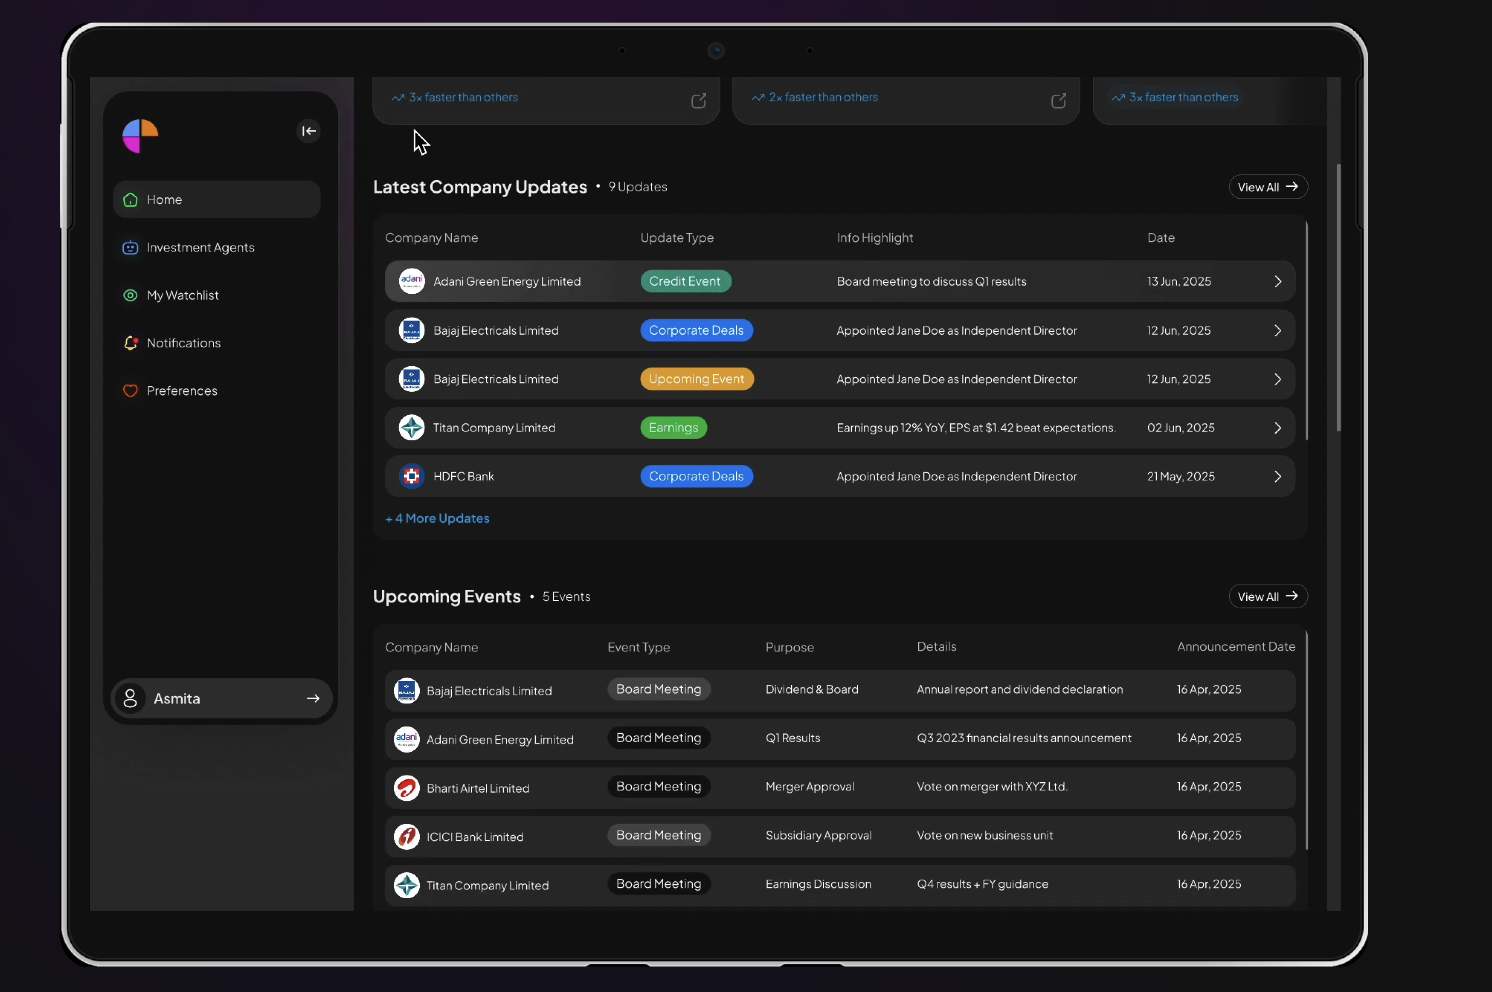 3x faster than others
2x faster than others
3x faster than others
Home
Investment Agents
My Watchlist
Notifications
Preferences
Asmita
Latest Company Updates • 9 Updates
View All
Company Name Update Type Info Highlight Date
adani Adani Green Energy Limited Credit Event Board meeting to discuss Q1 results 13 Jun, 2025
Bajaj Electricals Limited Corporate Deals Appointed Jane Doe as Independent Director 12 Jun, 2025
Bajaj Electricals Limited Upcoming Event Appointed Jane Doe as Independent Director 12 Jun, 2025
Titan Company Limited Earnings Earnings up 12% YoY, EPS at $1.42 beat expectations. 02 Jun, 2025
HDFC Bank Corporate Deals Appointed Jane Doe as Independent Director 21 May, 2025
+ 4 More Updates
Upcoming Events • 5 Events
View All
Company Name Event Type Purpose Details Announcement Date
Bajaj Electricals Limited Board Meeting Dividend & Board Annual report and dividend declaration 16 Apr, 2025
adani Adani Green Energy Limited Board Meeting Q1 Results Q3 2023 financial results announcement 16 Apr, 2025
Bharti Airtel Limited Board Meeting Merger Approval Vote on merger with XYZ Ltd. 16 Apr, 2025
ICICI Bank Limited Board Meeting Subsidiary Approval Vote on new business unit 16 Apr, 2025
Titan Company Limited Board Meeting Earnings Discussion Q4 results + FY guidance 16 Apr, 2025